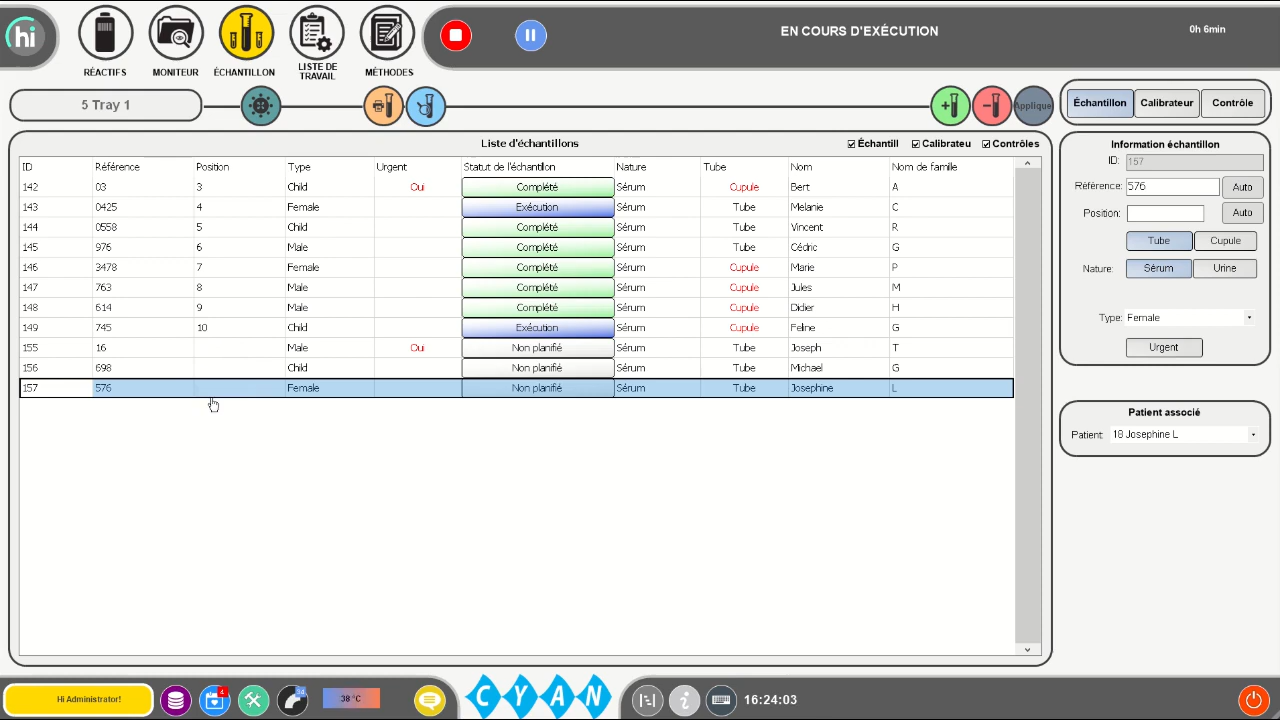 hi
RÉACTIFS
MONITEUR
ÉCHANTILLON
LISTE DE
TRAVAIL
MÉTHODES
EN COURS D'EXÉCUTION
0h 6min
5 Tray 1
Applique
Échantillon Calibrateur Contrôle
Liste d'échantillons
Échantill Calibrateu Contrôles
ID Référence Position Type Urgent Statut de l'échantillon Nature Tube Nom Nom de famille
142 03 3 Child Oui Complété Sérum Cupule Bert A
143 0425 4 Female Exécution Sérum Tube Melanie C
144 0558 5 Child Complété Sérum Tube Vincent R
145 976 6 Male Complété Sérum Tube Cédric G
146 3478 7 Female Complété Sérum Cupule Marie P
147 763 8 Male Complété Sérum Cupule Jules M
148 614 9 Male Complété Sérum Cupule Didier H
149 745 10 Child Exécution Sérum Cupule Feline G
155 16 Male Oui Non planifié Sérum Tube Joseph T
156 698 Child Non planifié Sérum Tube Michael G
157 576 Female Non planifié Sérum Tube Josephine L
Information échantillon
ID: 157
Référence: 576 Auto
Position: Auto
Tube Cupule
Nature: Sérum Urine
Type: Female
Urgent
Patient associé
Patient: 18 Josephine L
Hi Administrator!
4
38 °C
CYAN
16:24:03